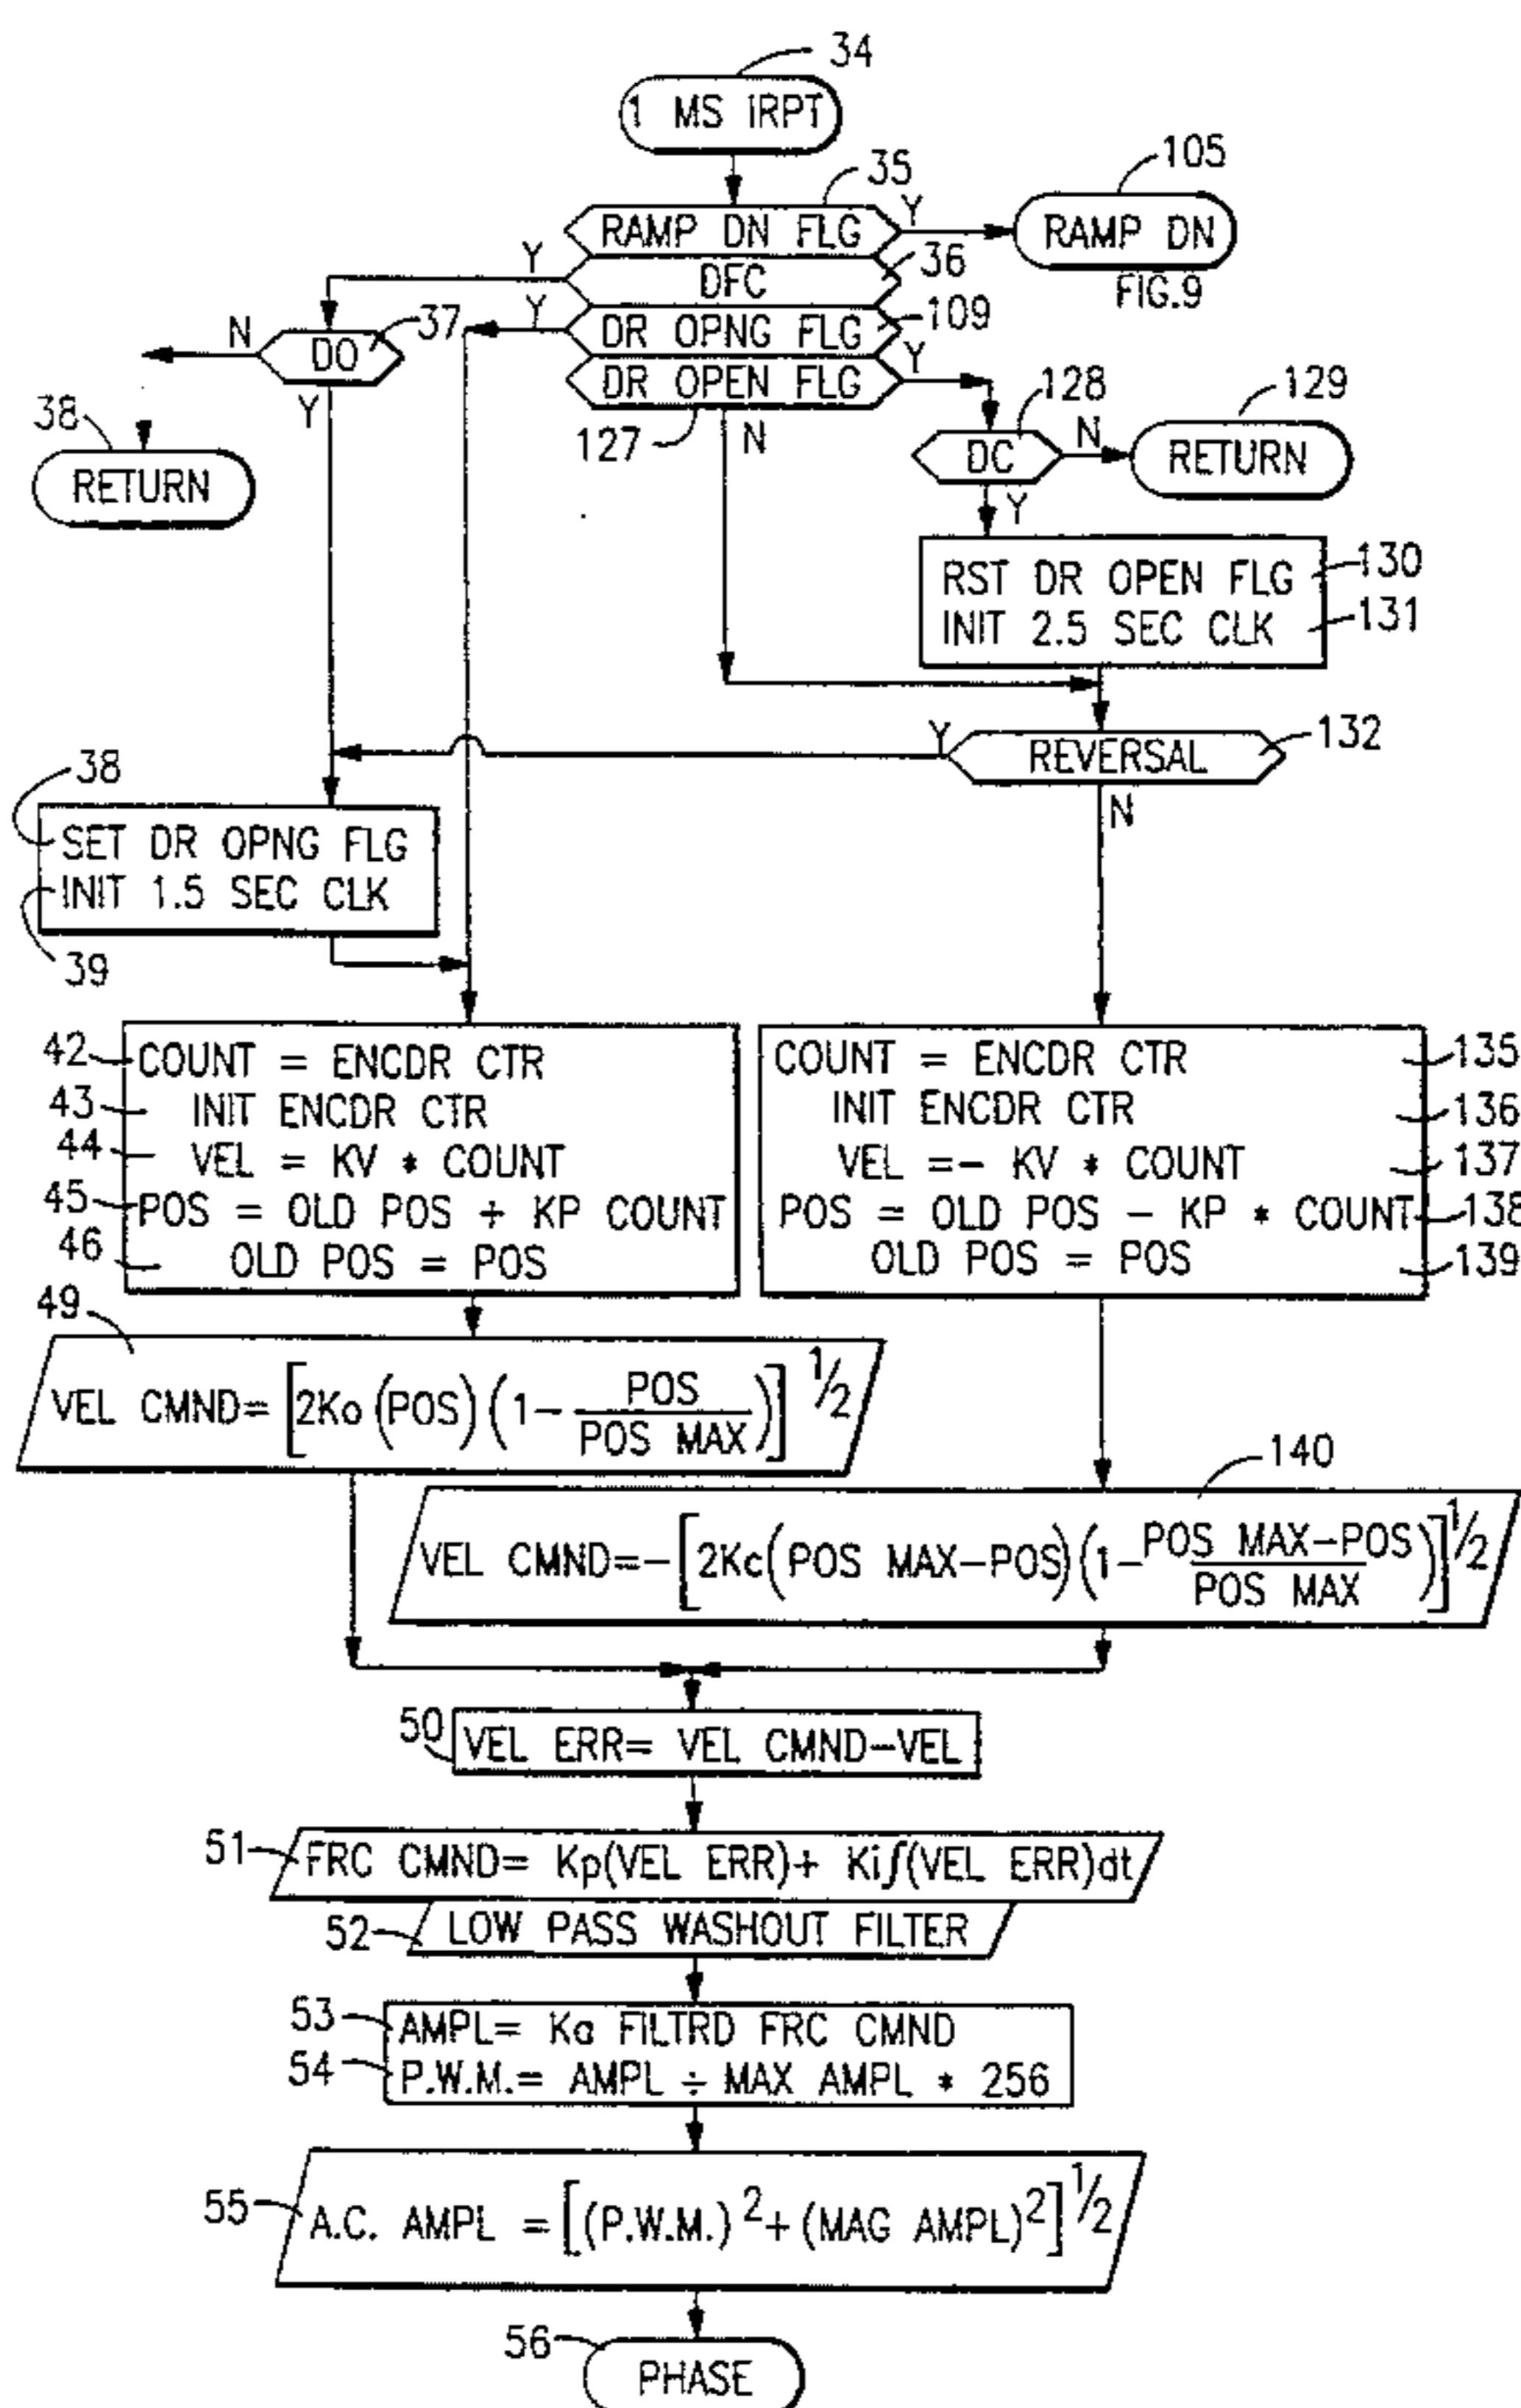 34
1 MS IRPT
35
105
RAMP DN FLG
Y
RAMP DN
Y
DFC
36
FIG.9
N
DO
37
Y
DR OPNG FLG
109
DR OPEN FLG
Y
128
129
38
Y
127
N
DC
N
RETURN
RETURN
Y
RST DR OPEN FLG
130
INIT 2.5 SEC CLK
131
Y
REVERSAL
132
38
N
SET DR OPNG FLG
INIT 1.5 SEC CLK
39
42 COUNT = ENCDR CTR
43 INIT ENCDR CTR
44 VEL = KV * COUNT
45 POS = OLD POS + KP COUNT
46 OLD POS = POS
COUNT = ENCDR CTR 135
INIT ENCDR CTR 136
VEL =- KV * COUNT 137
POS = OLD POS - KP * COUNT 138
OLD POS = POS 139
49
VEL CMND= [2Ko (POS) (1- POS / POS MAX)] 1/2
140
VEL CMND=- [2Kc(POS MAX-POS)(1- POS MAX-POS / POS MAX)] 1/2
50 VEL ERR= VEL CMND-VEL
51 FRC CMND= Kp(VEL ERR)+ Ki∫(VEL ERR)dt
52 LOW PASS WASHOUT FILTER
53 AMPL= Ka FILTRD FRC CMND
54 P.W.M.= AMPL ÷ MAX AMPL * 256
55 A.C. AMPL = [(P.W.M.)2+ (MAG AMPL)2] 1/2
56 PHASE